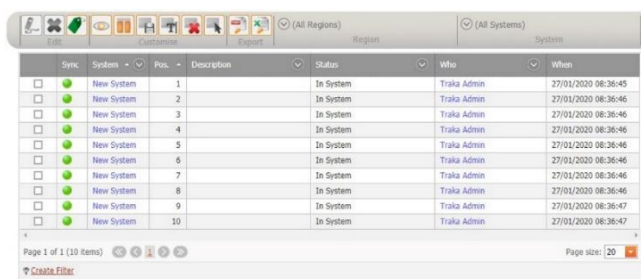 (All Regions) (All Systems)
Edit Customise Export Region System
Sync System Pos. Description Status Who When
New System 1 In System Traka Admin 27/01/2020 08:36:45
New System 2 In System Traka Admin 27/01/2020 08:36:46
New System 3 In System Traka Admin 27/01/2020 08:36:46
New System 4 In System Traka Admin 27/01/2020 08:36:46
New System 5 In System Traka Admin 27/01/2020 08:36:46
New System 6 In System Traka Admin 27/01/2020 08:36:46
New System 7 In System Traka Admin 27/01/2020 08:36:46
New System 8 In System Traka Admin 27/01/2020 08:36:46
New System 9 In System Traka Admin 27/01/2020 08:36:47
New System 10 In System Traka Admin 27/01/2020 08:36:47
Page 1 of 1 (10 items) 1 Page size: 20
Create Filter